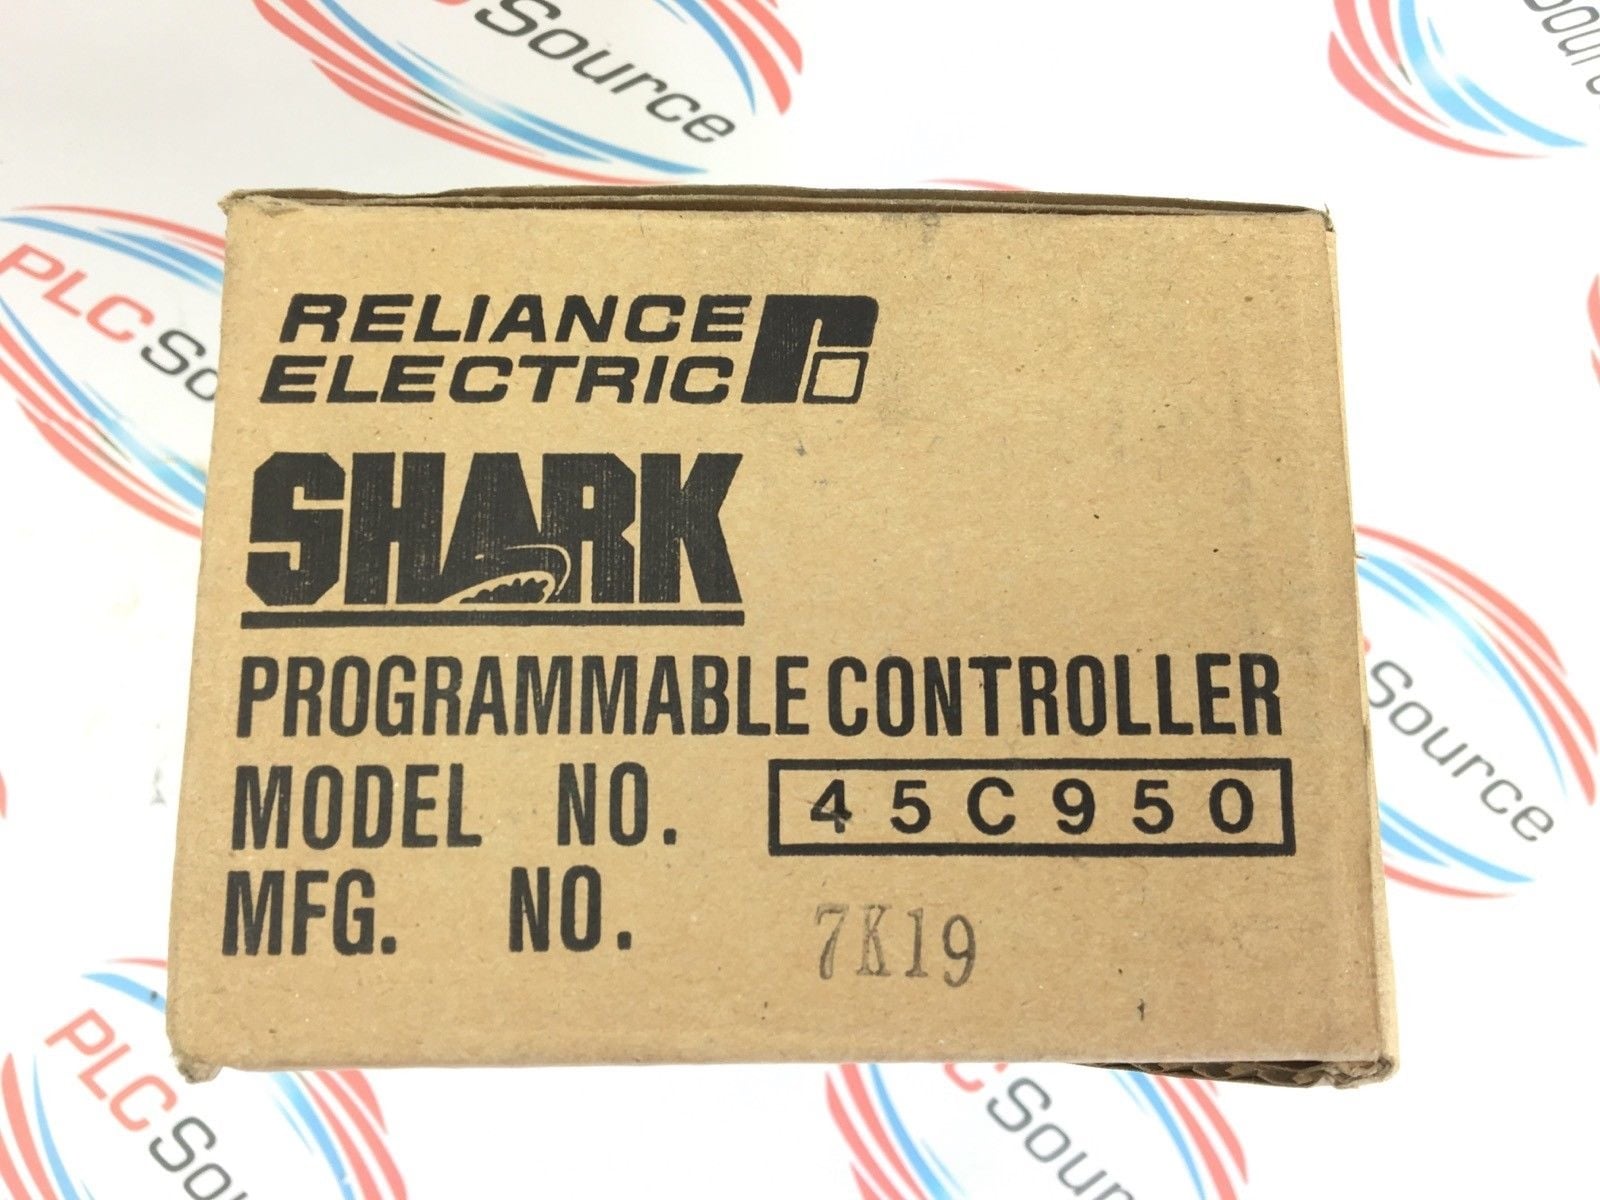 Source
PLC Source
RELIANCE
ELECTRIC
SHARK
PROGRAMMABLE CONTROLLER
MODEL NO. 45C950
MFG. NO. 7K19
Source
PLC Source
PLC Source